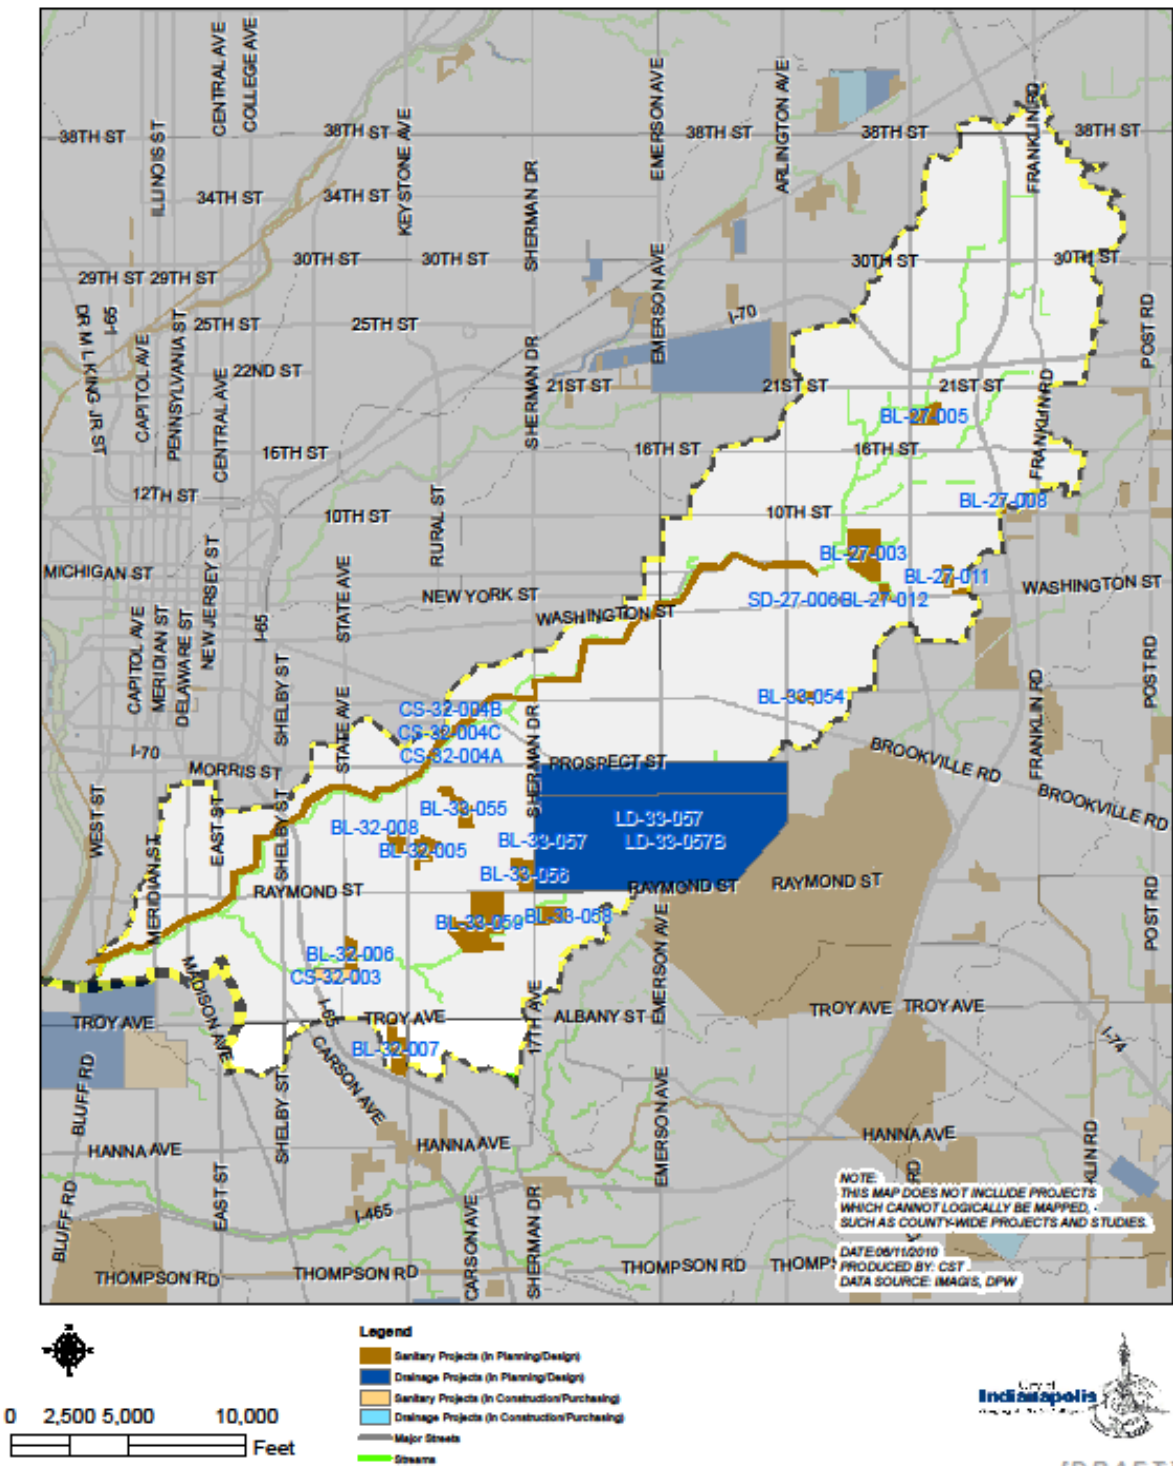 CENTRAL AVE
COLLEGE AVE
ILLINOIS ST
38TH ST
38TH ST
38TH ST
38TH ST
38TH ST
KEYSTONE AVE
EMERSON AVE
ARLINGTON AVE
FRANKLIN RD
34TH ST
34TH ST
SHERMAN DR
30TH ST
30TH ST
30TH ST
30TH ST
29TH ST
29TH ST
EMERSON AVE
I-70
25TH ST
25TH ST
DR M L KING JR ST
CAPITOL AVE
PENNSYLVANIA ST
CENTRAL AVE
22ND ST
SHERMAN DR
21ST ST
21ST ST
21ST ST
POST RD
FRANKLIN RD
BL-27-005
16TH ST
16TH ST
16TH ST
12TH ST
10TH ST
10TH ST
RURAL ST
BL-27-008
BL-27-003
BL-27-011
SD-27-006
BL-27-012
MICHIGAN ST
NEW JERSEY ST
STATE AVE
NEW YORK ST
WASHINGTON ST
WASHINGTON ST
CAPITOL AVE
MERIDIAN ST
DELAWARE ST
I-65
SHELBY ST
STATE AVE
POST RD
FRANKLIN RD
BL-33-054
CS-32-004B
CS-32-004C
CS-32-004A
SHERMAN DR
I-70
MORRIS ST
PROSPECT ST
BROOKVILLE RD
BROOKVILLE RD
WEST ST
MERIDIAN ST
EAST ST
SHELBY ST
BL-33-055
BL-32-008
BL-32-005
BL-33-057
LD-33-057
LD-33-057B
BL-33-056
RAYMOND ST
RAYMOND ST
RAYMOND ST
BL-33-059
BL-33-058
EMERSON AVE
POST RD
BL-32-006
CS-32-003
MADISON AVE
I-65
TROY AVE
TROY AVE
17TH AVE
ALBANY ST
TROY AVE
TROY AVE
I-74
BL-32-007
CARSON AVE
BLUFF RD
SHELBY ST
EMERSON AVE
HANNA AVE
HANNA AVE
HANNA AVE
KLIN RD
RD
BLUFF RD
EAST ST
I-465
CARSON AVE
SHERMAN DR
THOMPSON RD
THOMPSON RD
THOMPSON RD
THOMP
NOTE:
THIS MAP DOES NOT INCLUDE PROJECTS
WHICH CANNOT LOGICALLY BE MAPPED,
SUCH AS COUNTY-WIDE PROJECTS AND STUDIES.
DATE:06/11/2010
PRODUCED BY: CST
DATA SOURCE: IMAGIS, DPW
Legend
Sanitary Projects (In Planning/Design)
Drainage Projects (In Planning/Design)
Sanitary Projects (In Construction/Purchasing)
Drainage Projects (In Construction/Purchasing)
Major Streets
Streams
0 2,500 5,000 10,000
Feet
City of
Indianapolis